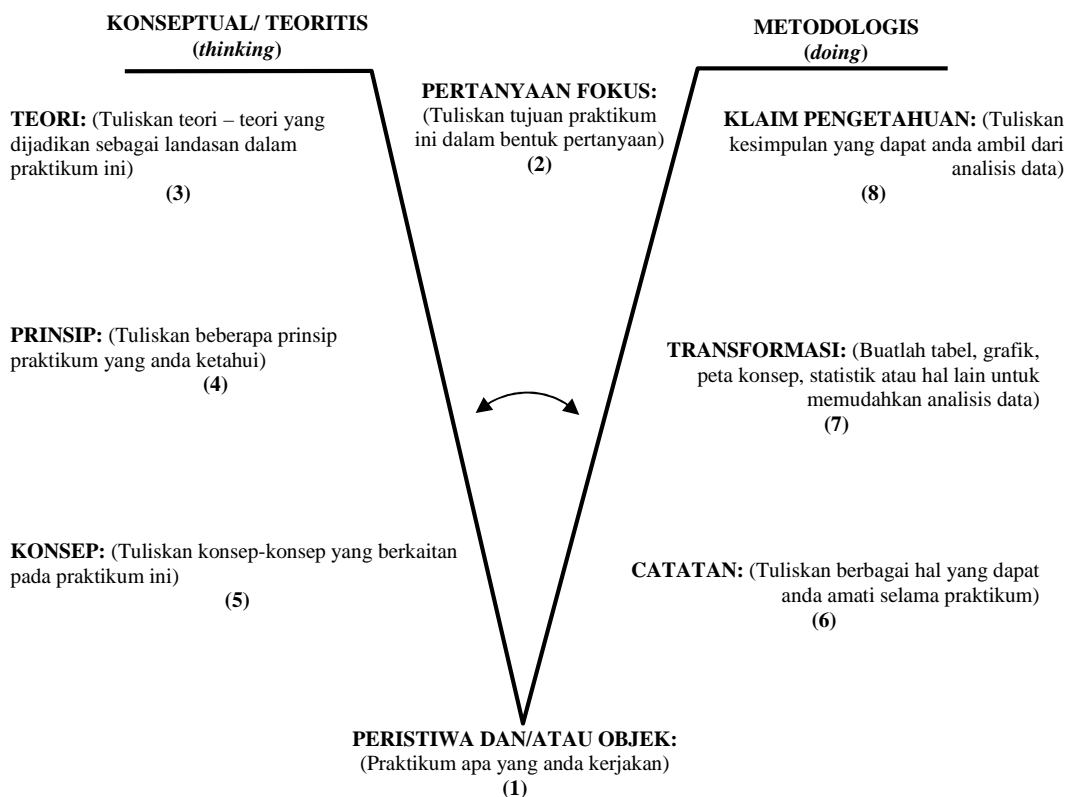 KONSEPTUAL/ TEORITIS
(thinking)
METODOLOGIS
(doing)
PERTANYAAN FOKUS:
(Tuliskan tujuan praktikum
ini dalam bentuk pertanyaan)
(2)
TEORI: (Tuliskan teori – teori yang
dijadikan sebagai landasan dalam
praktikum ini)
(3)
KLAIM PENGETAHUAN: (Tuliskan
kesimpulan yang dapat anda ambil dari
analisis data)
(8)
PRINSIP: (Tuliskan beberapa prinsip
praktikum yang anda ketahui)
(4)
TRANSFORMASI: (Buatlah tabel, grafik,
peta konsep, statistik atau hal lain untuk
memudahkan analisis data)
(7)
KONSEP: (Tuliskan konsep-konsep yang berkaitan
pada praktikum ini)
(5)
CATATAN: (Tuliskan berbagai hal yang dapat
anda amati selama praktikum)
(6)
PERISTIWA DAN/ATAU OBJEK:
(Praktikum apa yang anda kerjakan)
(1)